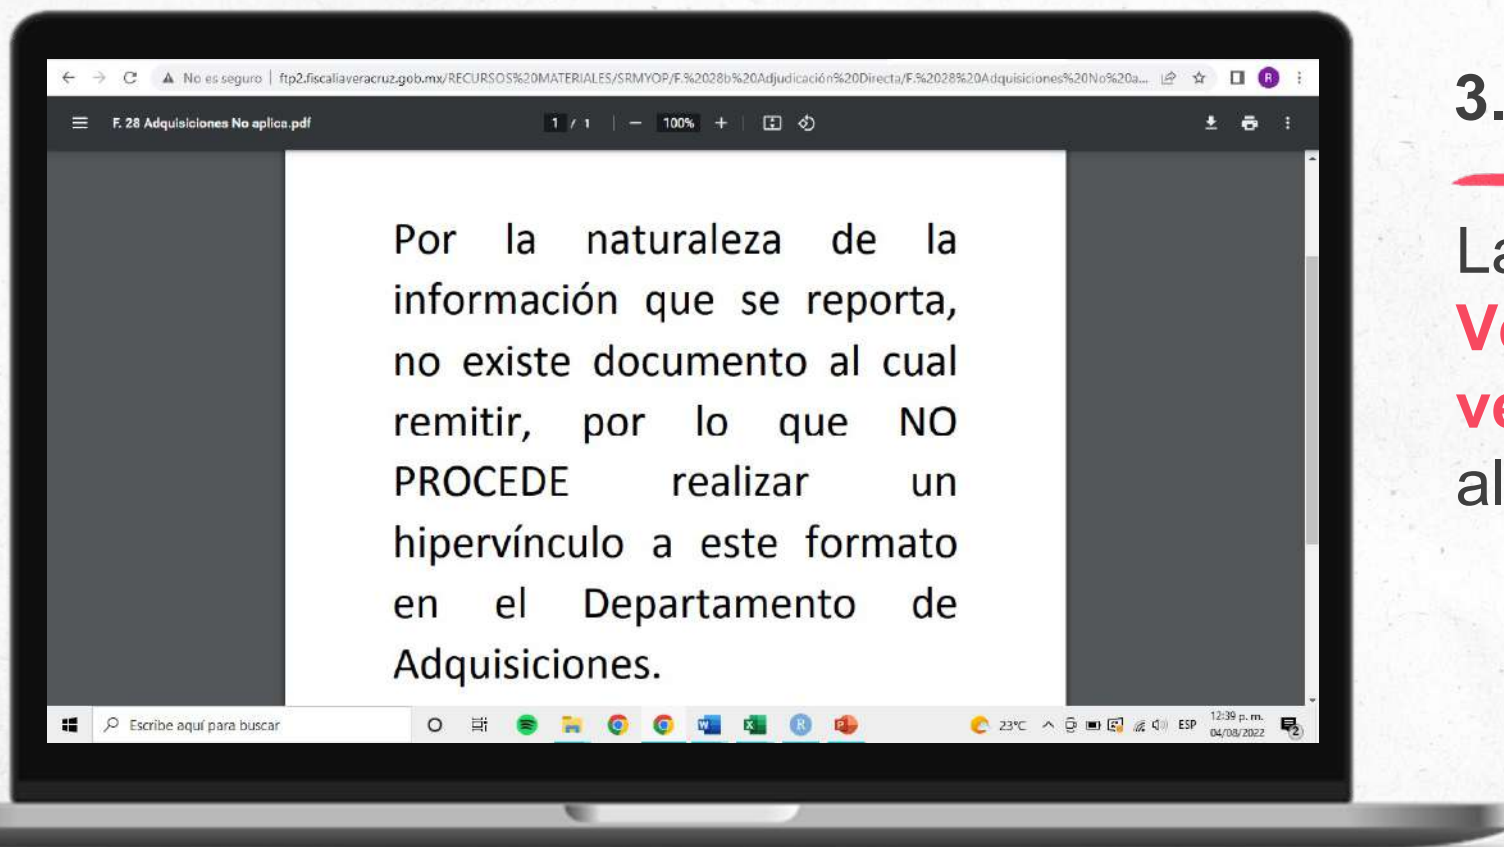 No es seguro | ftp2.fiscaliaveracruz.gob.mx/RECURSOS%20MATERIALES/SRMYOP/F.%2028b%20Adjudicación%20Directa/F.%2028%20Adquisiciones%20No%20a...
R
F. 28 Adquisiciones No aplica.pdf
1 / 1 | — 100% +
Por la naturaleza de la
información que se reporta,
no existe documento al cual
remitir, por lo que NO
PROCEDE realizar un
hipervínculo a este formato
en el Departamento de
Adquisiciones.
Escribe aquí para buscar
23°C
ESP
12:39 p. m.
04/08/2022
3.
al